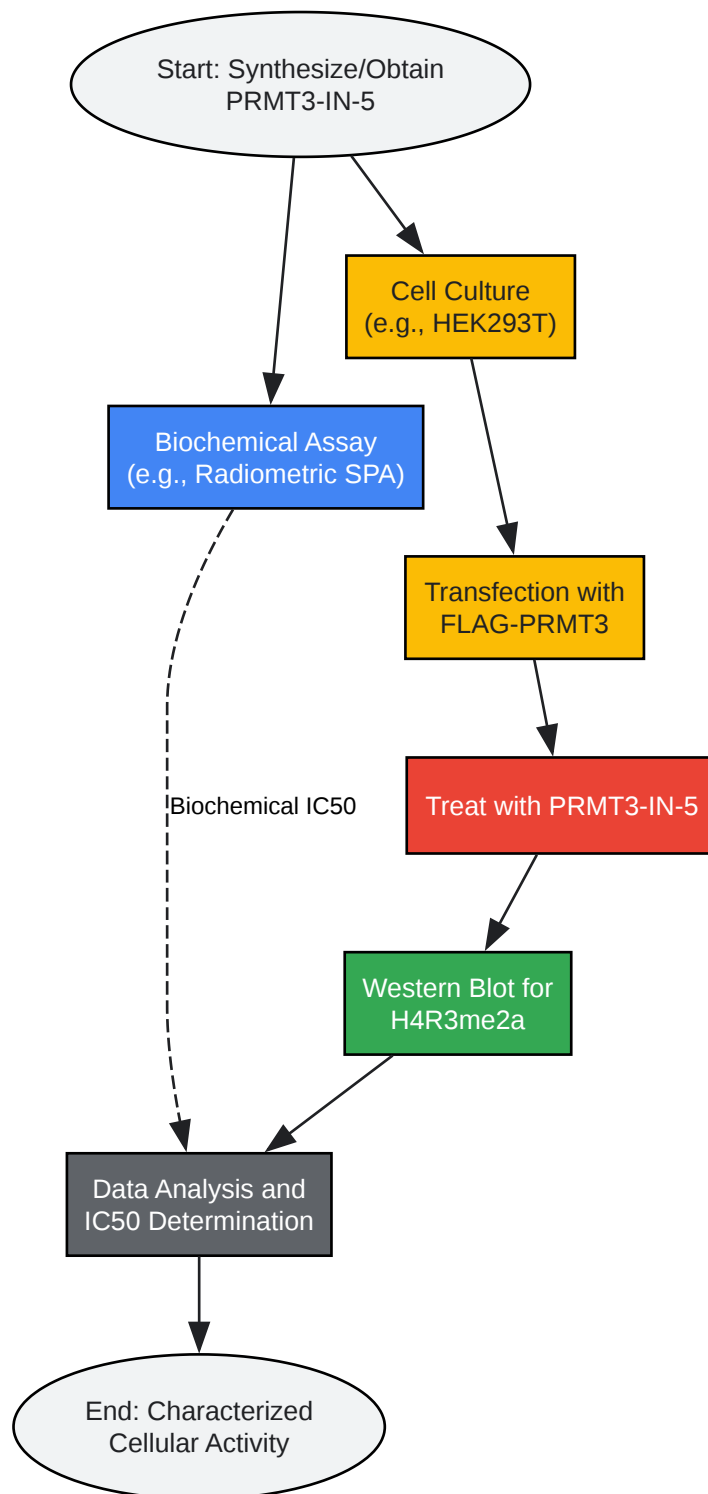 Start: Synthesize/Obtain
PRMT3-IN-5
Cell Culture
(e.g., HEK293T)
Biochemical Assay
(e.g., Radiometric SPA)
Transfection with
FLAG-PRMT3
Biochemical IC50
Treat with PRMT3-IN-5
Western Blot for
H4R3me2a
Data Analysis and
IC50 Determination
End: Characterized
Cellular Activity